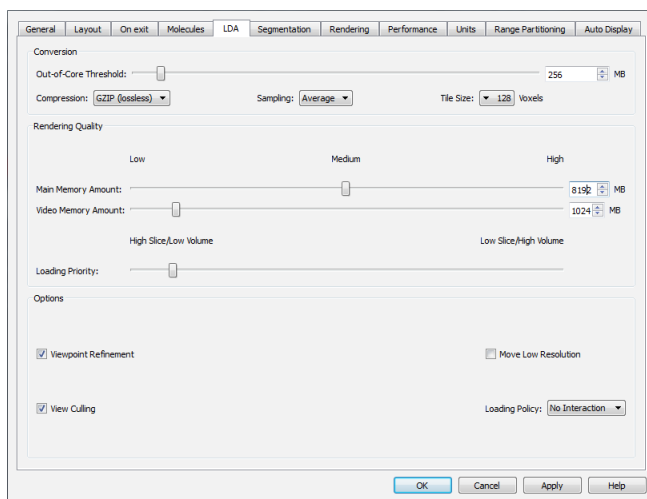 General Layout On exit Molecules LDA Segmentation Rendering Performance Units Range Partitioning Auto Display
Conversion
Out-of-Core Threshold: 256 MB
Compression: GZIP (lossless) Sampling: Average Tile Size: 128 Voxels
Rendering Quality
Low Medium High
Main Memory Amount: 8192 MB
Video Memory Amount: 1024 MB
High Slice/Low Volume Low Slice/High Volume
Loading Priority:
Options
Viewpoint Refinement Move Low Resolution
View Culling Loading Policy: No Interaction
OK Cancel Apply Help